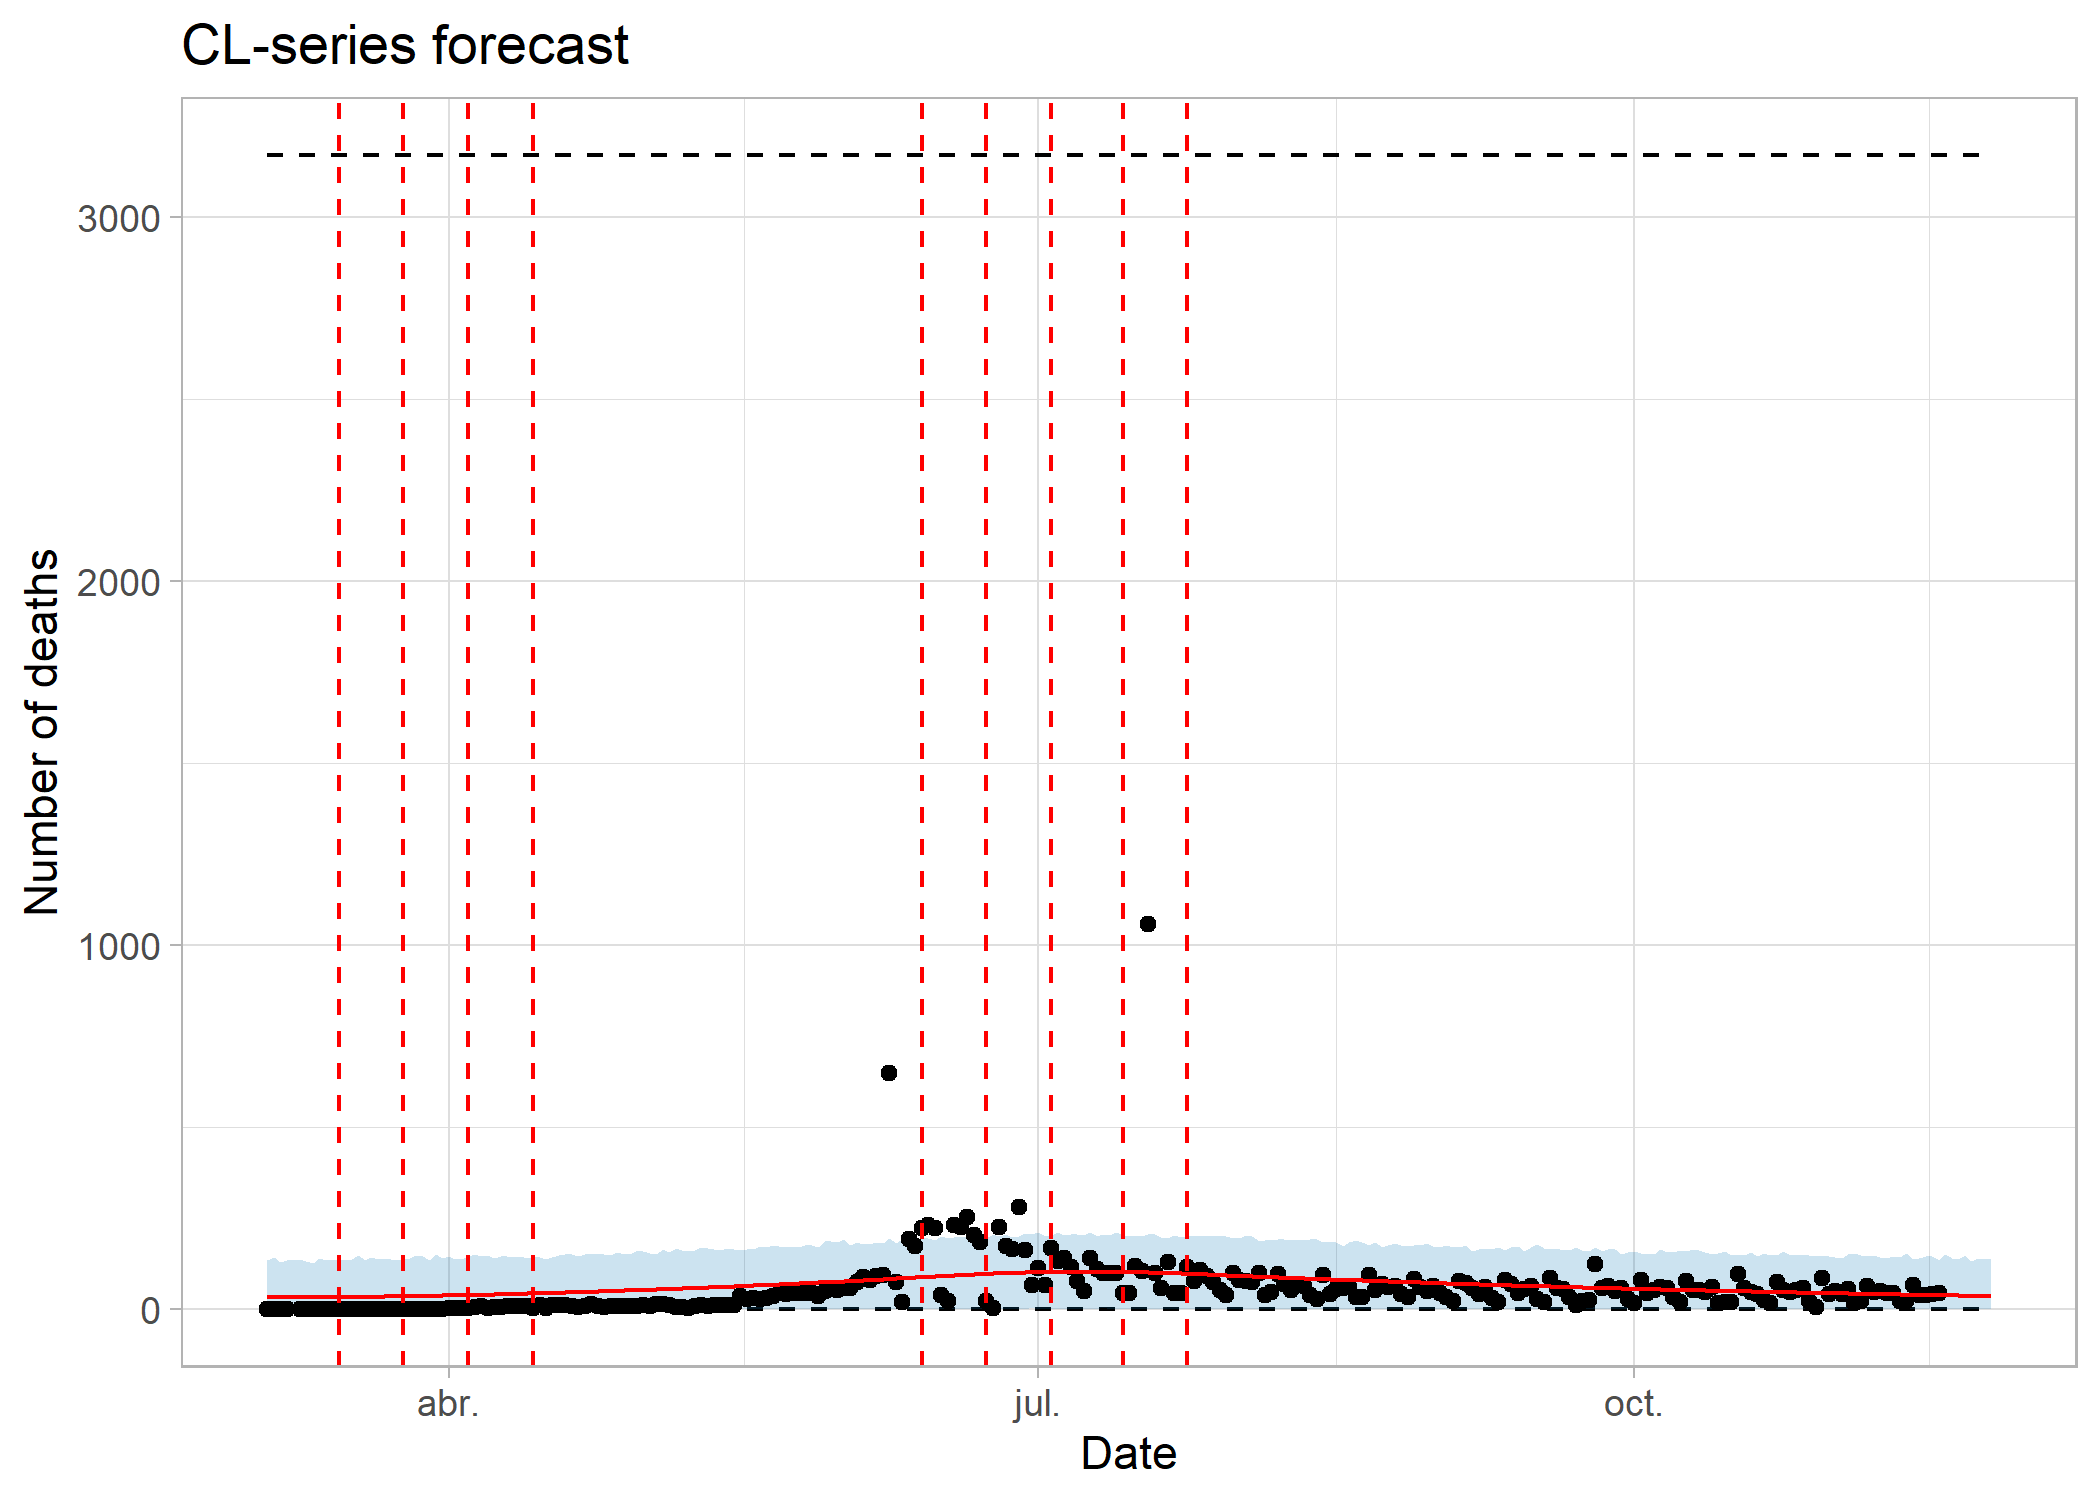 CL-series forecast
Number of deaths
3000
2000
1000
0
abr.
jul.
oct.
Date